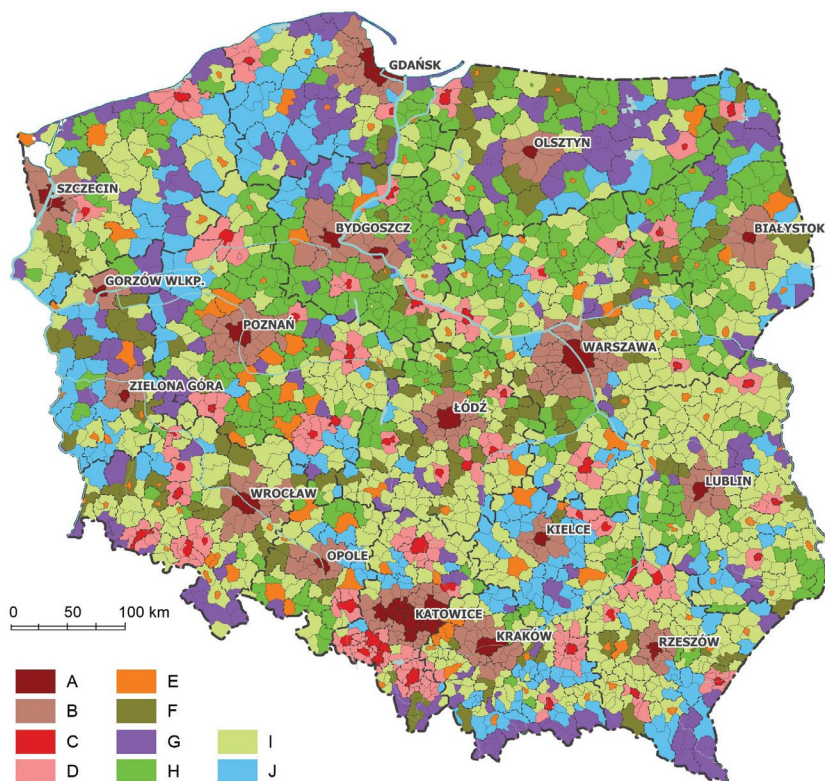 GDAŃSK
OLSZTYN
SZCZECIN
BYDGOSZCZ
BIAŁYSTOK
GORZÓW WLKP.
POZNAŃ
WARSZAWA
ZIELONA GÓRA
ŁÓDŹ
LUBLIN
WROCŁAW
KIELCE
OPOLE
KATOWICE
KRAKÓW
RZESZÓW
0 50 100 km
A E
B F
C G I
D H J